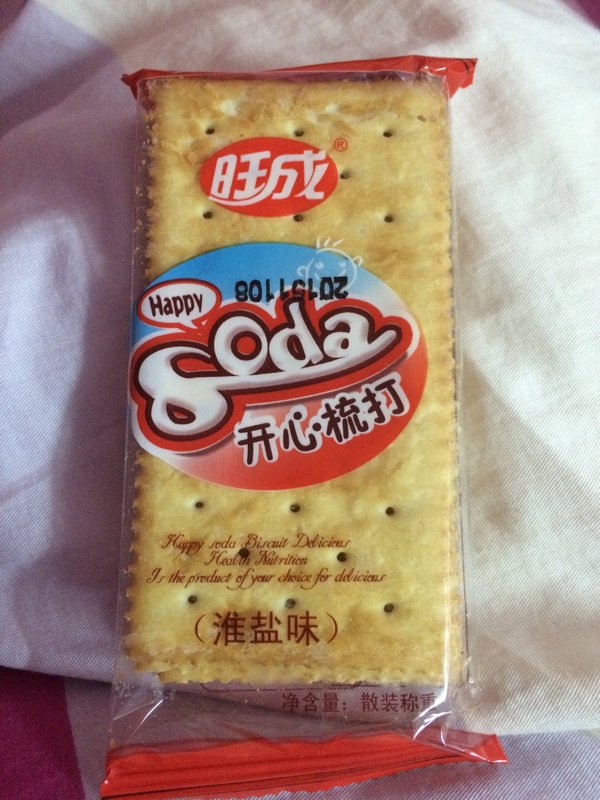 旺成®
20151108
Happy
Soda
开心·梳打
Happy soda Biscuit Delicious
Health Nutrition
Is the product of your choice for delicious
（淮盐味）
净含量：散装称重